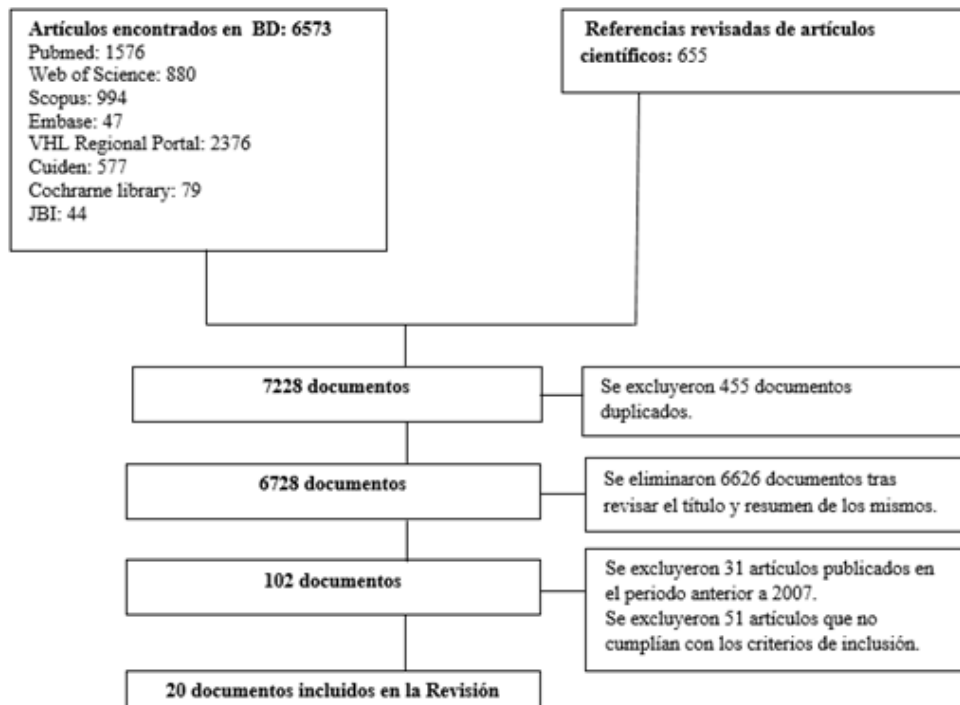 Artículos encontrados en BD: 6573
Pubmed: 1576
Web of Science: 880
Scopus: 994
Embase: 47
VHL Regional Portal: 2376
Cuiden: 577
Cochrarne library: 79
JBI: 44
Referencias revisadas de artículos
científicos: 655
7228 documentos
Se excluyeron 455 documentos
duplicados.
6728 documentos
Se eliminaron 6626 documentos tras
revisar el título y resumen de los mismos.
102 documentos
Se excluyeron 31 artículos publicados en
el periodo anterior a 2007.
Se excluyeron 51 artículos que no
cumplían con los criterios de inclusión.
20 documentos incluidos en la Revisión